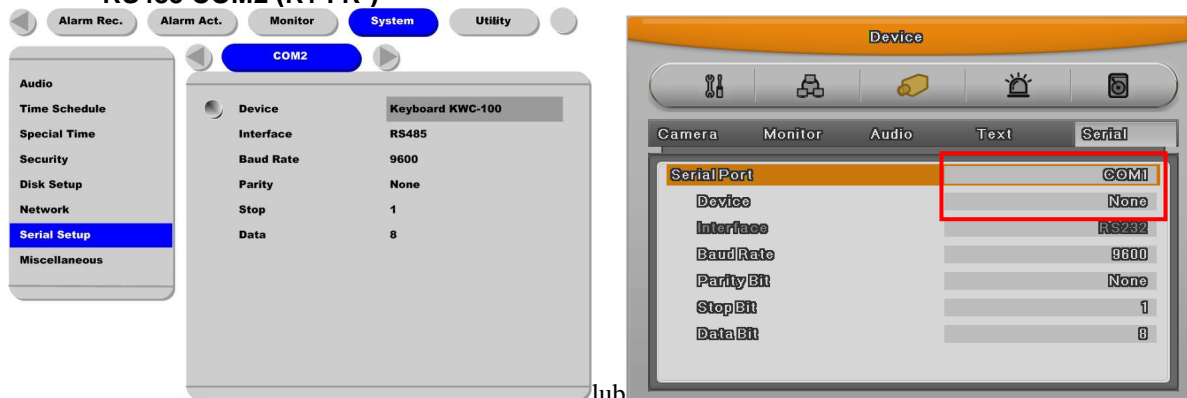 Alarm Rec. Alarm Act. Monitor System Utility
COM2
Audio
Time Schedule
Special Time
Security
Disk Setup
Network
Serial Setup
Miscellaneous
Device Keyboard KWC-100
Interface RS485
Baud Rate 9600
Parity None
Stop 1
Data 8
lub
Device
Camera Monitor Audio Text Serial
Serial Port COM1
Device None
Interface RS232
Baud Rate 9600
Parity Bit None
Stop Bit 1
Data Bit 8